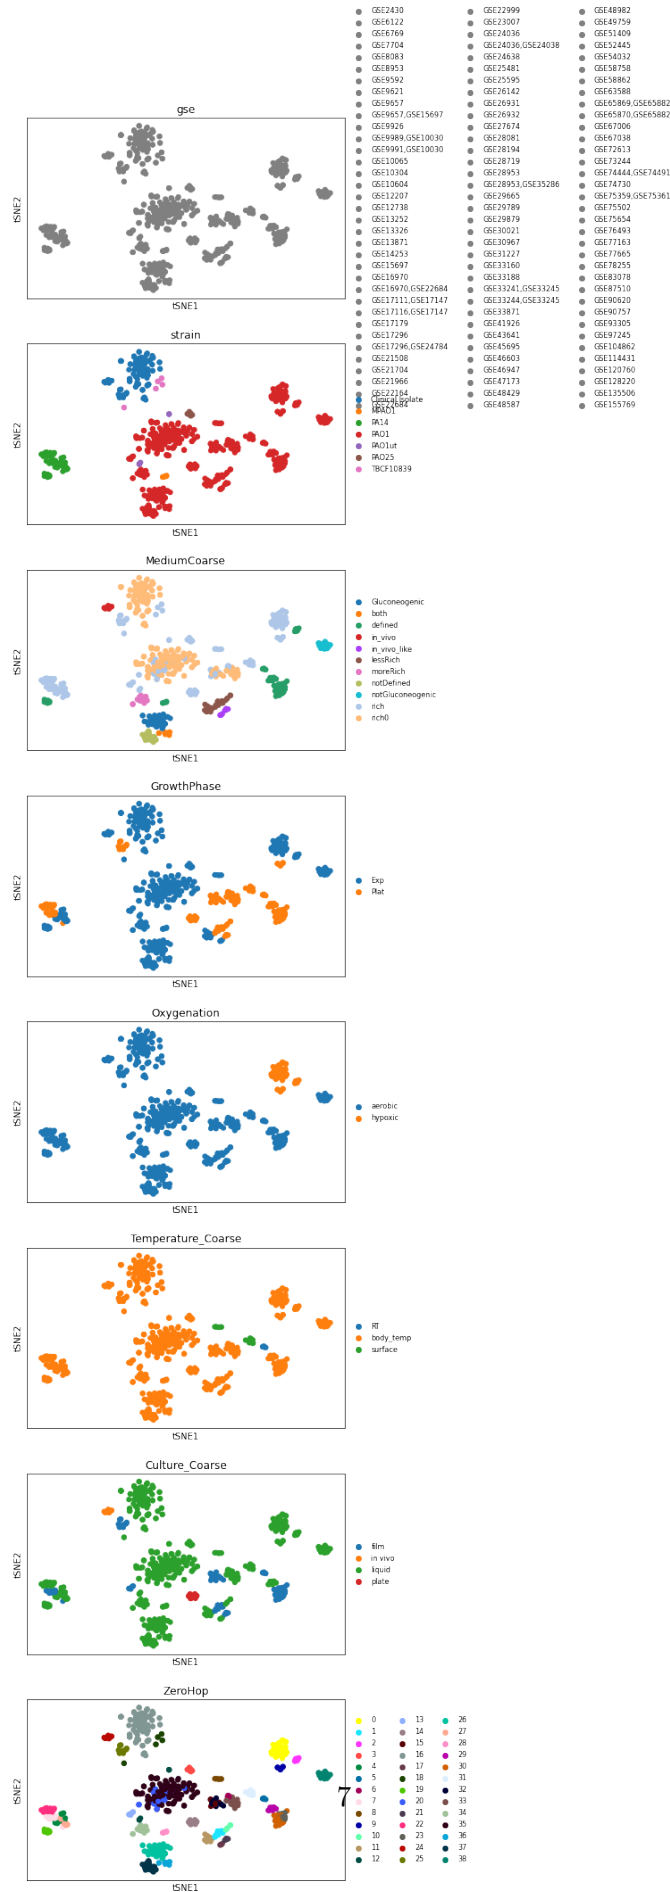 GSE2430
GSE6122
GSE6769
GSE7704
GSE8083
GSE8953
GSE9592
GSE9621
GSE9657
GSE9657,GSE15697
GSE9926
GSE9989,GSE10030
GSE9991,GSE10030
GSE10065
GSE10304
GSE10604
GSE12207
GSE12738
GSE13252
GSE13326
GSE13871
GSE14253
GSE15697
GSE16970
GSE16970,GSE22684
GSE17111,GSE17147
GSE17116,GSE17147
GSE17179
GSE17296
GSE17296,GSE24784
GSE21508
GSE21704
GSE21966
GSE22164
GSE22684
GSE22999
GSE23007
GSE24036
GSE24036,GSE24038
GSE24638
GSE25481
GSE25595
GSE26142
GSE26931
GSE26932
GSE27674
GSE28081
GSE28194
GSE28719
GSE28953
GSE28953,GSE35286
GSE29665
GSE29789
GSE29879
GSE30021
GSE30967
GSE31227
GSE33160
GSE33188
GSE33241,GSE33245
GSE33244,GSE33245
GSE33871
GSE41926
GSE43641
GSE45695
GSE46603
GSE46947
GSE47173
GSE48429
GSE48587
GSE48982
GSE49759
GSE51409
GSE52445
GSE54032
GSE58758
GSE58862
GSE63588
GSE65869,GSE65882
GSE65870,GSE65882
GSE67006
GSE67038
GSE72613
GSE73244
GSE74444,GSE74491
GSE74730
GSE75359,GSE75361
GSE75502
GSE75654
GSE76493
GSE77163
GSE77665
GSE78255
GSE83078
GSE87510
GSE90620
GSE90757
GSE93305
GSE97245
GSE104862
GSE114431
GSE120760
GSE128220
GSE135506
GSE155769
gse
tSNE2
tSNE1
strain
tSNE2
tSNE1
Clinical Isolate
MPAO1
PA14
PAO1
PAO1ut
PAO25
TBCF10839
MediumCoarse
tSNE2
tSNE1
Gluconeogenic
both
defined
in_vivo
in_vivo_like
lessRich
moreRich
notDefined
notGluconeogenic
rich
rich0
GrowthPhase
tSNE2
tSNE1
Exp
Plat
Oxygenation
tSNE2
tSNE1
aerobic
hypoxic
Temperature_Coarse
tSNE2
tSNE1
RT
body_temp
surface
Culture_Coarse
tSNE2
tSNE1
film
in vivo
liquid
plate
ZeroHop
tSNE2
tSNE1
0
1
2
3
4
5
6
7
8
9
10
11
12
13
14
15
16
17
18
19
20
21
22
23
24
25
26
27
28
29
30
31
32
33
34
35
36
37
38
7